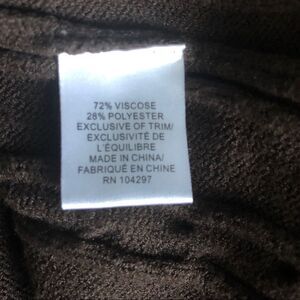 72% VISCOSE
28% POLYESTER
EXCLUSIVE OF TRIM/
EXCLUSIVITÉ DE
L'ÉQUILIBRE
MADE IN CHINA/
FABRIQUÉ EN CHINE
RN 104297